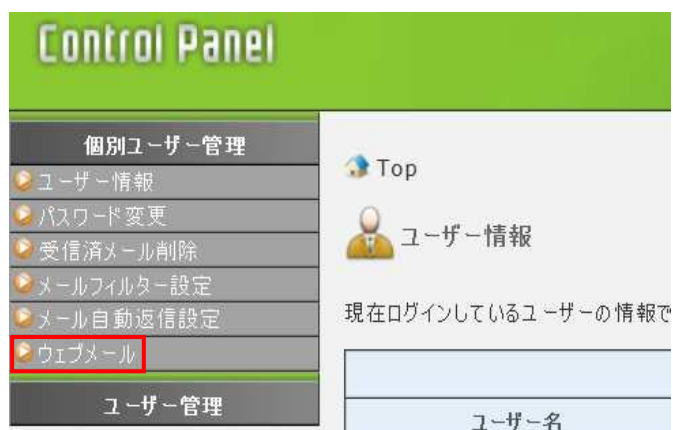 Control Panel
個別ユーザー管理
ユーザー情報
パスワード変更
受信済メール削除
メールフィルター設定
メール自動返信設定
ウェブメール
ユーザー管理
Top
ユーザー情報
現在ログインしているユーザーの情報で
ユーザー名